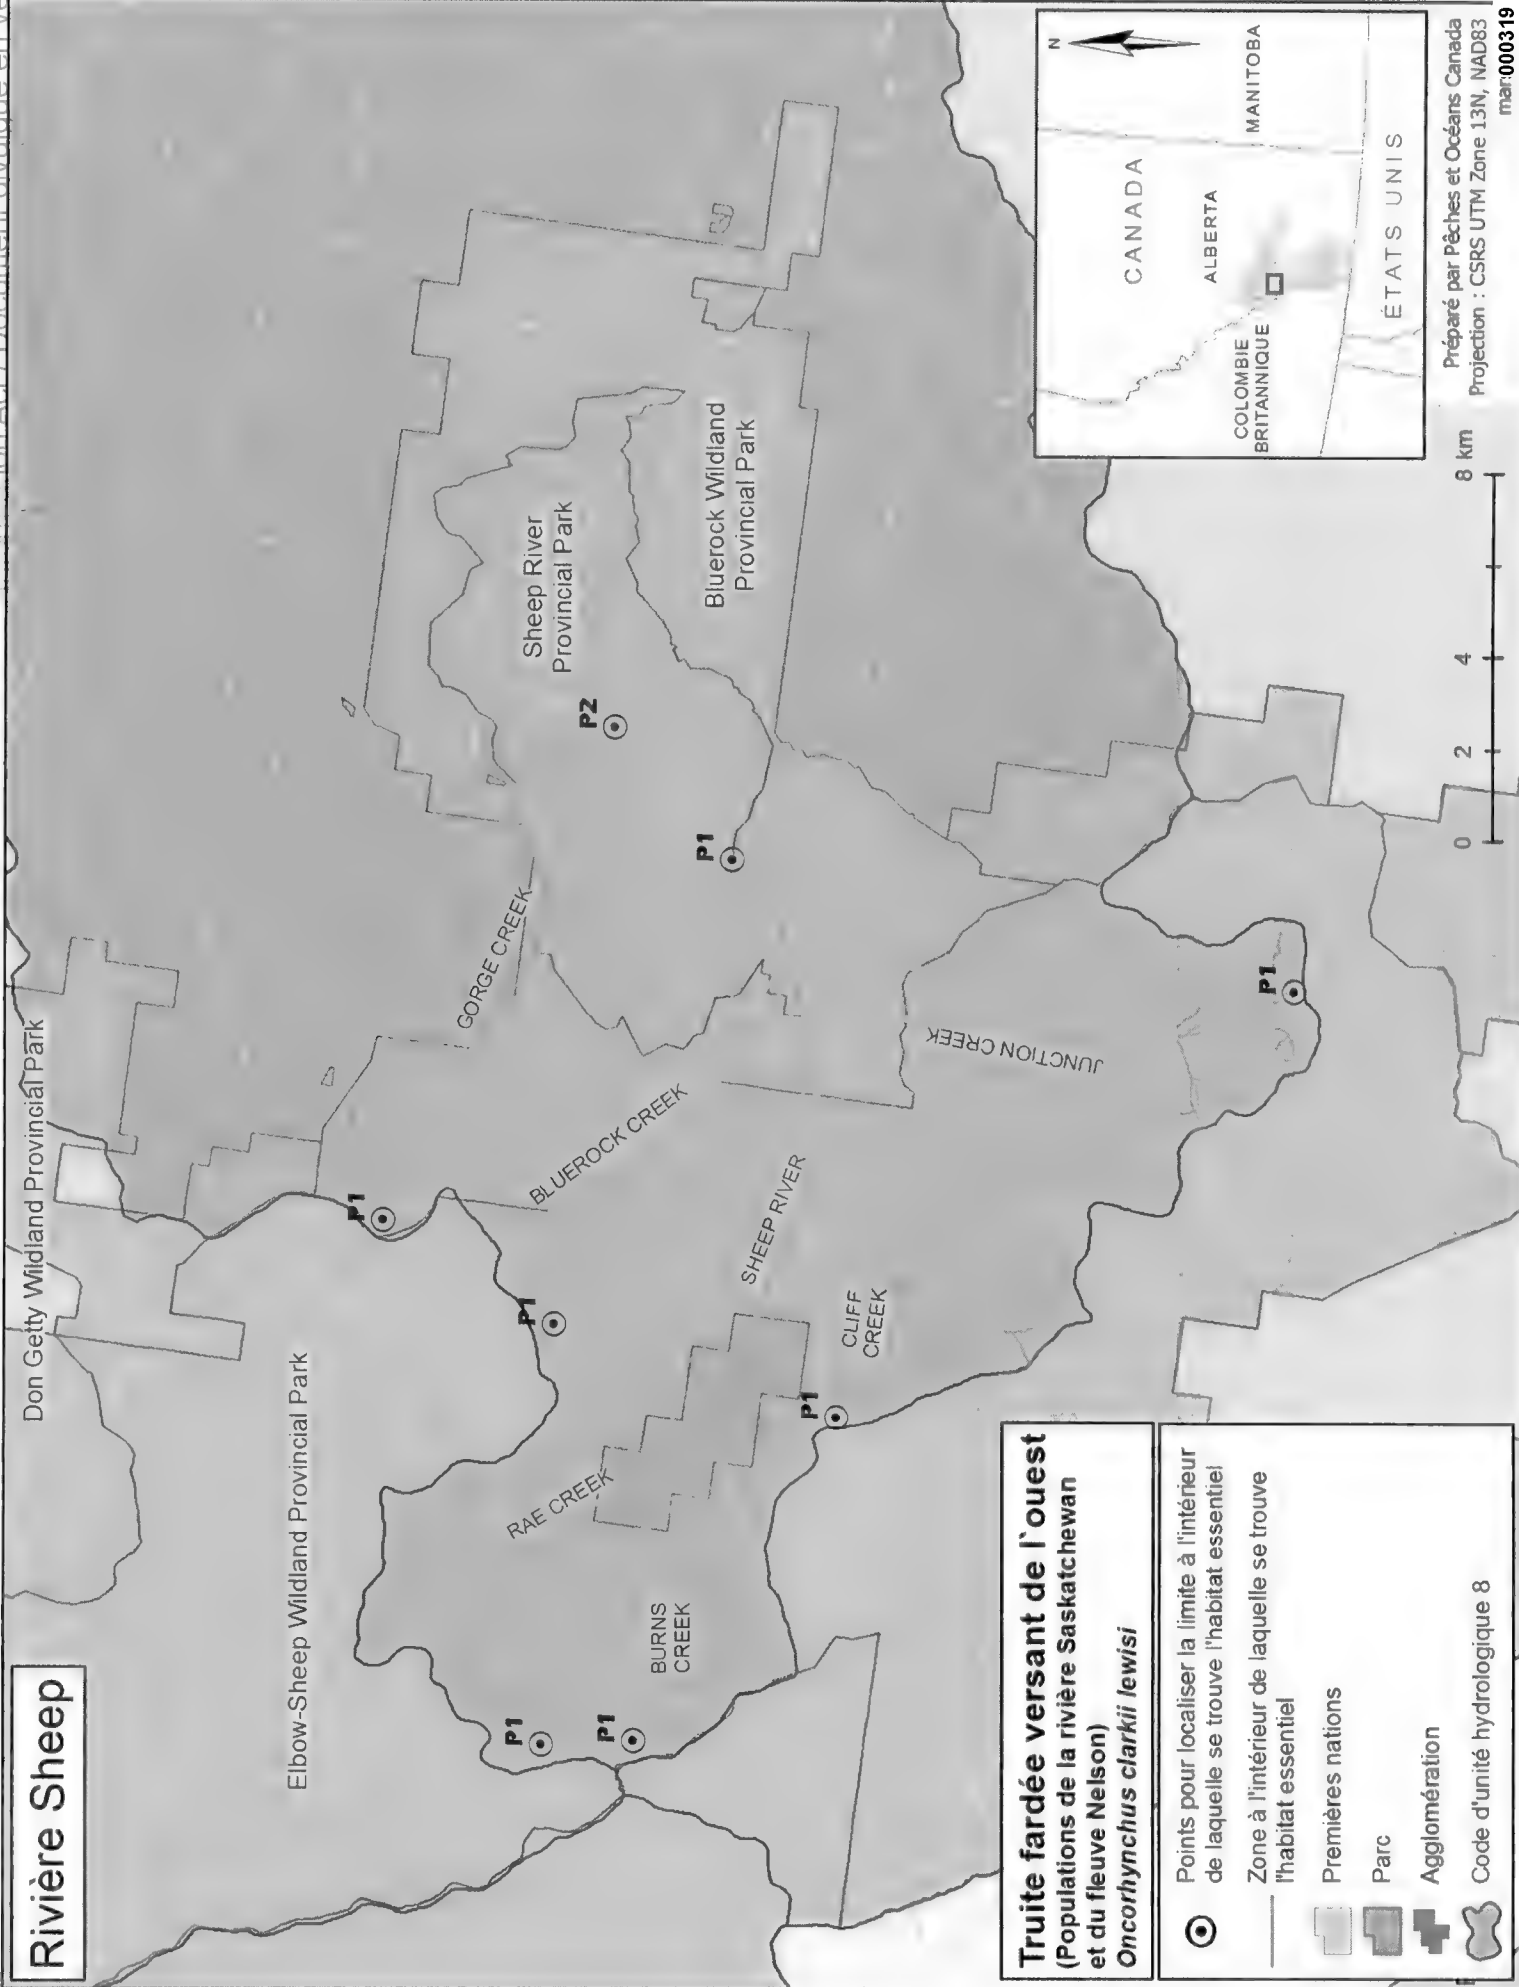 Rivière Sheep
Don Getty Wildland Provincial Park
Elbow-Sheep Wildland Provincial Park
GORGE CREEK
Sheep River
Provincial Park
Bluerock Wildland
Provincial Park
P1
P1
P2
P1
P1
P1
P1
P1
BLUEROCK CREEK
RAE CREEK
SHEEP RIVER
BURNS
CREEK
CLIFF
CREEK
JUNCTION CREEK
Truite fardée versant de l`ouest
(Populations de la rivière Saskatchewan
et du fleuve Nelson)
Oncorhynchus clarkii lewisi
Points pour localiser la limite à l'intérieur
de laquelle se trouve l'habitat essentiel
Zone à l'intérieur de laquelle se trouve
l'habitat essentiel
Premières nations
Parc
Agglomération
Code d'unité hydrologique 8
N
CANADA
ALBERTA
MANITOBA
COLOMBIE
BRITANNIQUE
ÉTATS UNIS
0 2 4 8 km
Préparé par Pêches et Océans Canada
Projection : CSRS UTM Zone 13N, NAD83
000319